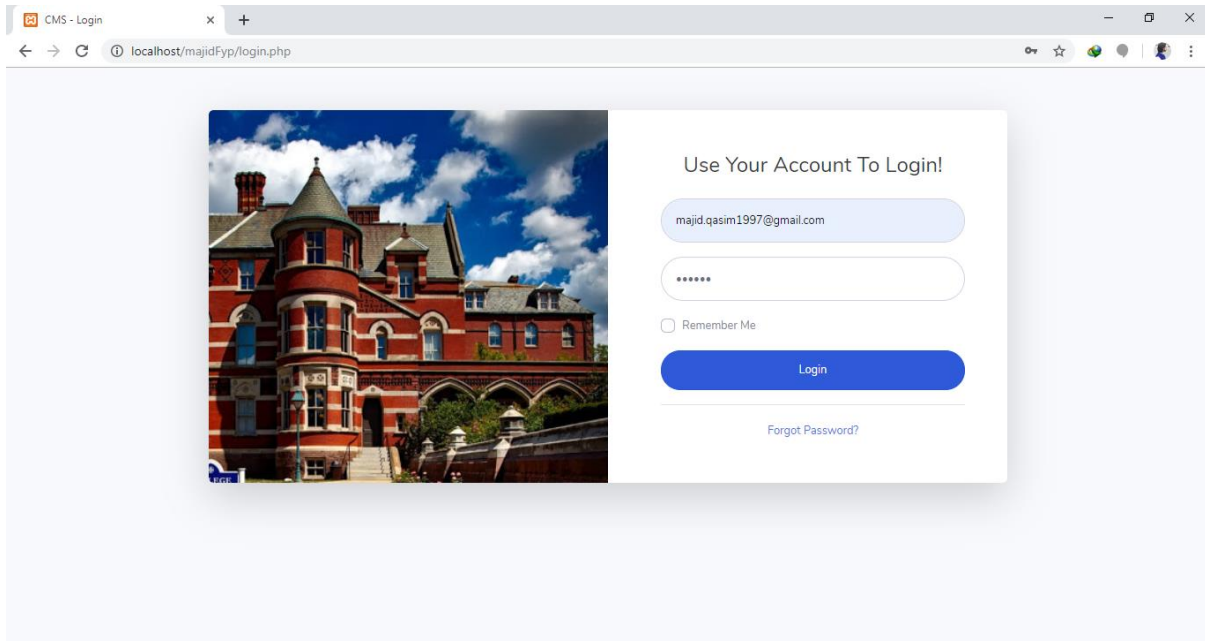 CMS - Login
localhost/majidFyp/login.php
Use Your Account To Login!
majid.qasim1997@gmail.com
••••••
Remember Me
Login
Forgot Password?
LEGE